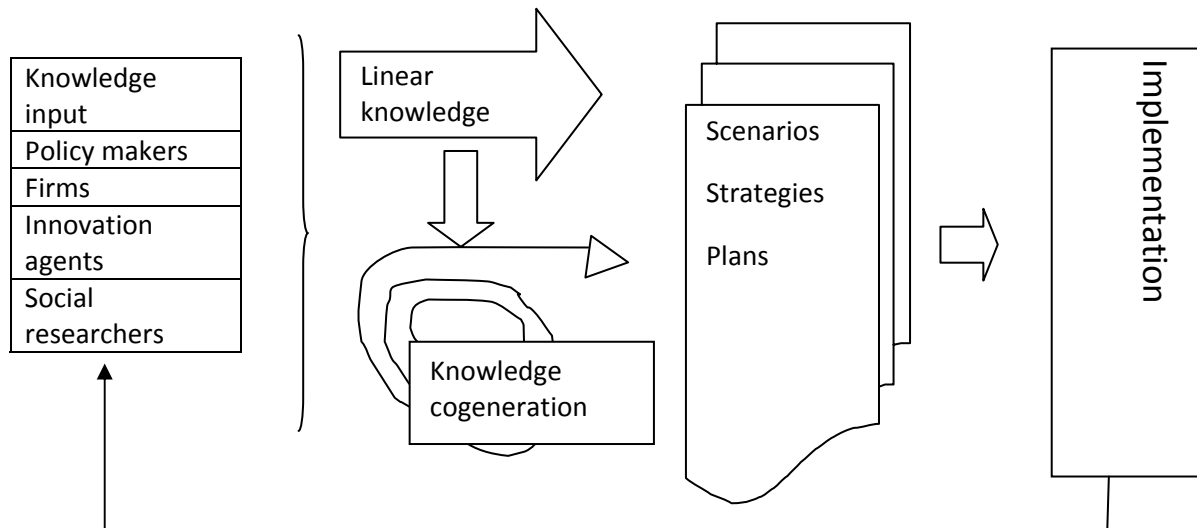 Knowledge
input
Policy makers
Firms
Innovation
agents
Social
researchers
Linear
knowledge
Knowledge
cogeneration
Scenarios
Strategies
Plans
Implementation